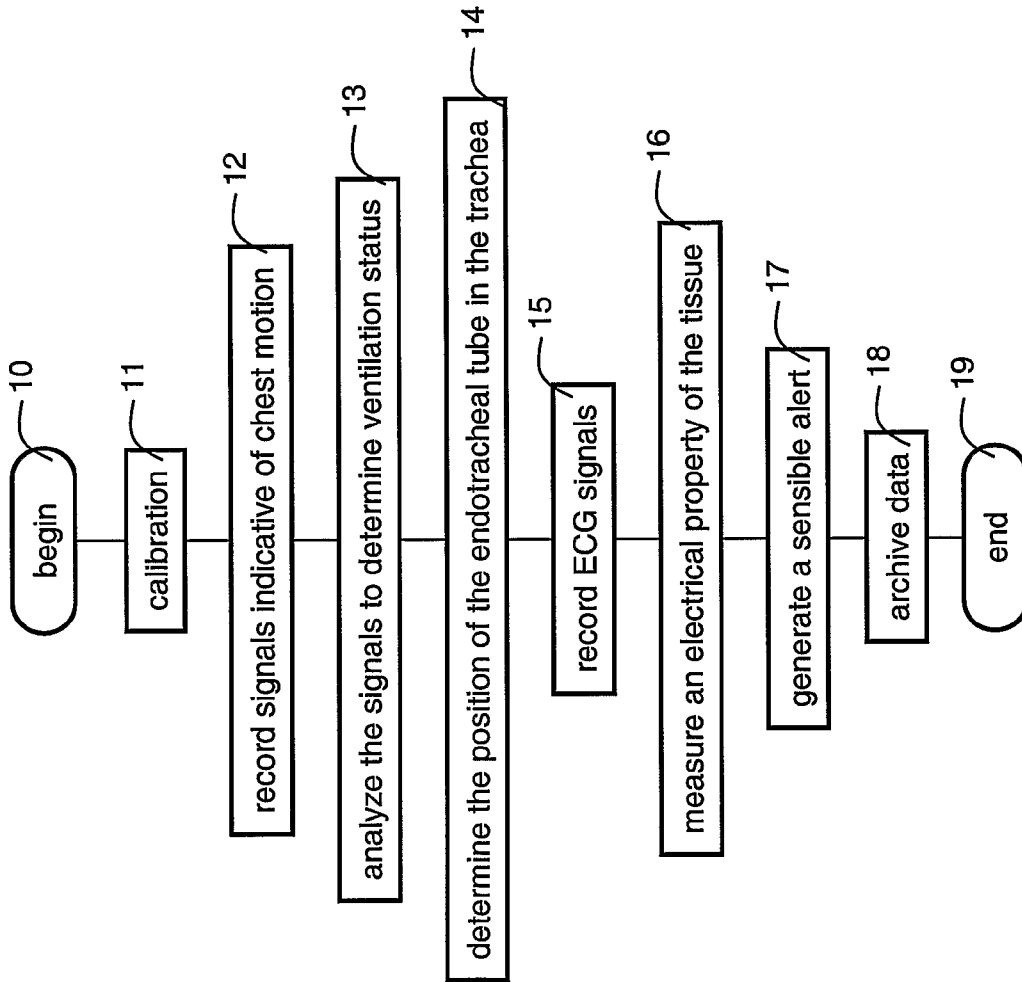 10
begin
11
calibration
12
record signals indicative of chest motion
13
analyze the signals to determine ventilation status
14
determine the position of the endotracheal tube in the trachea
15
record ECG signals
16
measure an electrical property of the tissue
17
generate a sensible alert
18
archive data
19
end